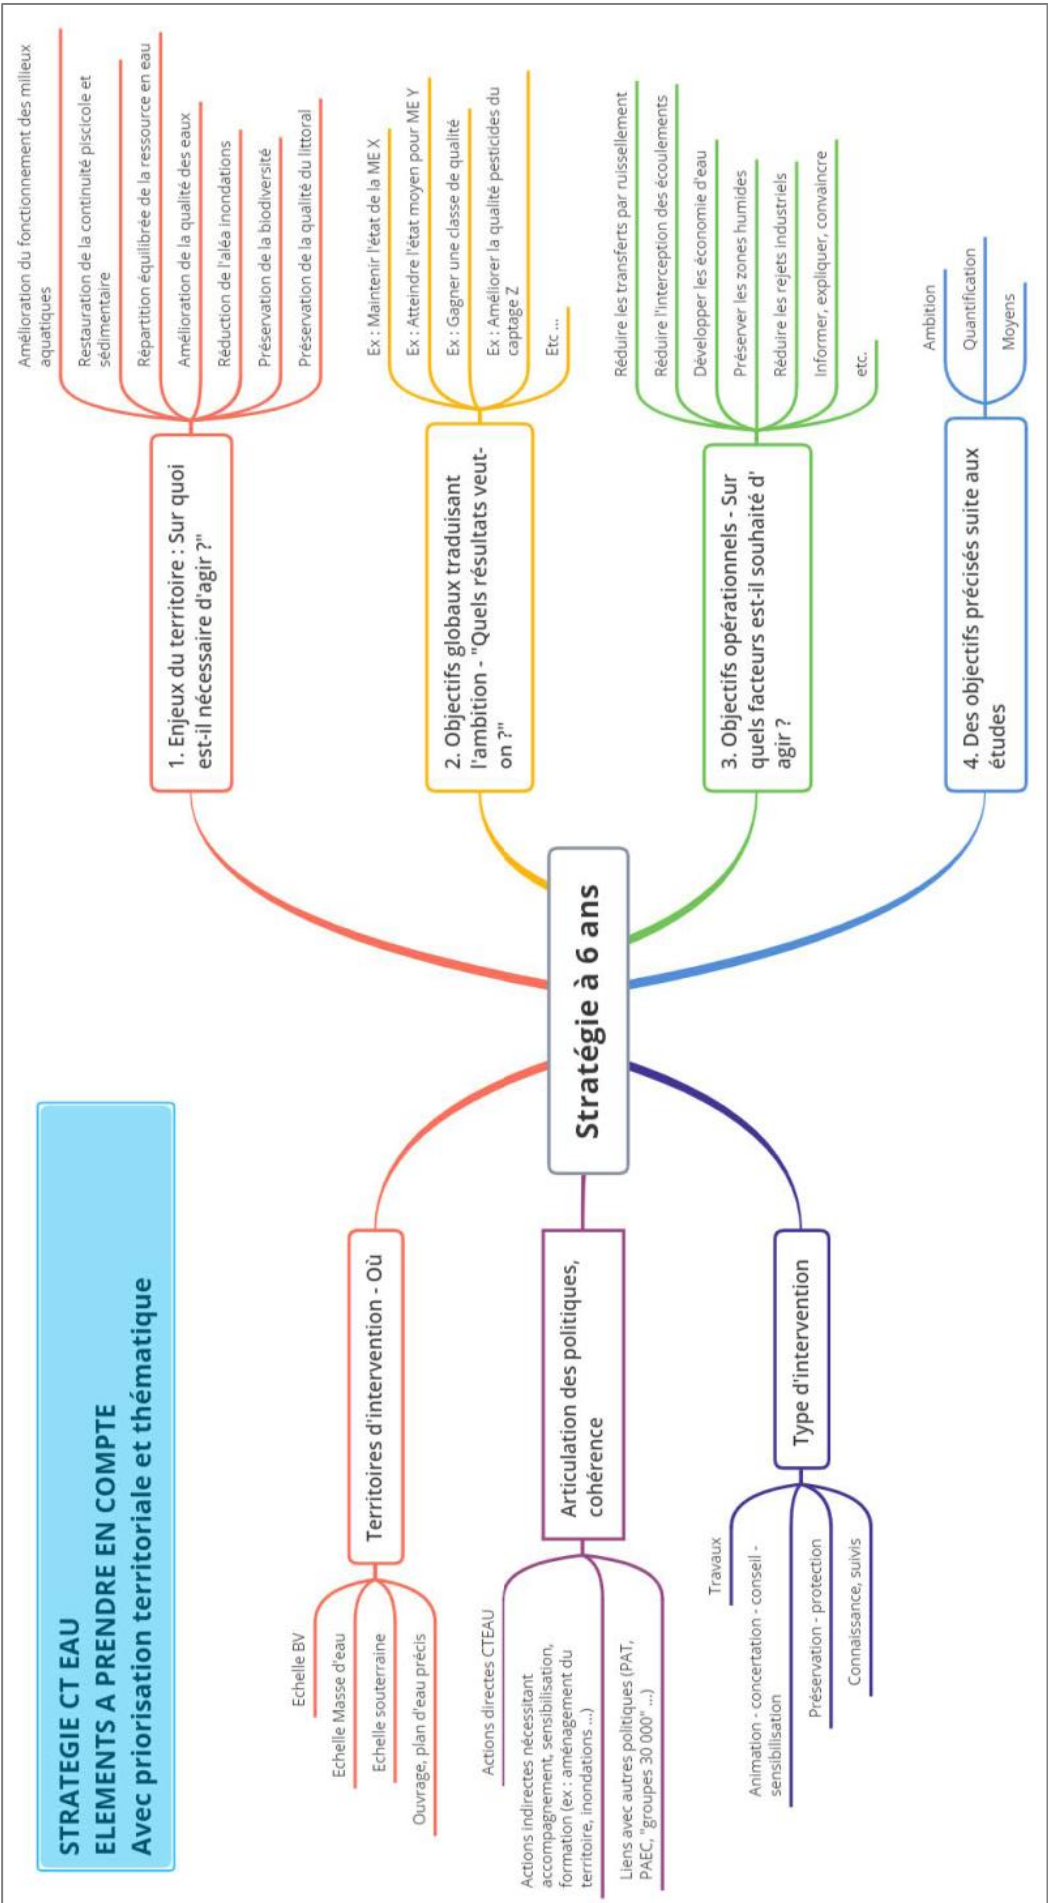 STRATEGIE CT EAU
ELEMENTS A PRENDRE EN COMPTE
Avec priorisation territoriale et thématique
Stratégie à 6 ans
1. Enjeux du territoire : Sur quoi
est-il nécessaire d'agir ?"
Amélioration du fonctionnement des milieux
aquatiques
Restauration de la continuité piscicole et
sédimentaire
Répartition équilibrée de la ressource en eau
Amélioration de la qualité des eaux
Réduction de l'aléa inondations
Préservation de la biodiversité
Préservation de la qualité du littoral
2. Objectifs globaux traduisant
l'ambition - "Quels résultats veut-
on ?"
Ex : Maintenir l'état de la ME X
Ex : Atteindre l'état moyen pour ME Y
Ex : Gagner une classe de qualité
Ex : Améliorer la qualité pesticides du
captage Z
Etc ...
3. Objectifs opérationnels - Sur
quels facteurs est-il souhaité d'
agir ?
Réduire les transferts par ruissellement
Réduire l'interception des écoulements
Développer les économie d'eau
Préserver les zones humides
Réduire les rejets industriels
Informer, expliquer, convaincre
etc.
4. Des objectifs précisés suite aux
études
Ambition
Quantification
Moyens
Territoires d'intervention - Où
Echelle BV
Echelle Masse d'eau
Echelle souterraine
Ouvrage, plan d'eau précis
Articulation des politiques,
cohérence
Actions directes CTEAU
Actions indirectes nécessitant
accompagnement, sensibilisation,
formation (ex : aménagement du
territoire, inondations ...)
Liens avec autres politiques (PAT,
PAEC, "groupes 30 000" ...)
Type d'intervention
Travaux
Animation - concertation - conseil -
sensibilisation
Préservation - protection
Connaissance, suivis